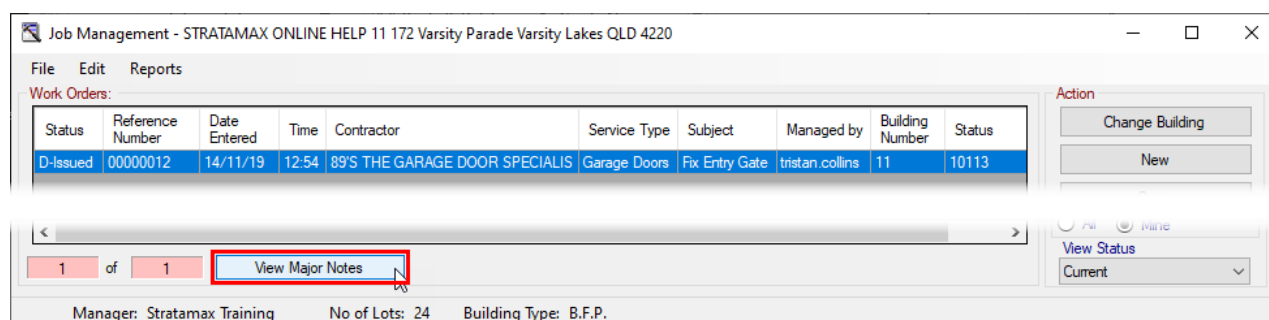 Job Management - STRATAMAX ONLINE HELP 11 172 Varsity Parade Varsity Lakes QLD 4220
File Edit Reports
Work Orders:
Action
Status Reference Number Date Entered Time Contractor Service Type Subject Managed by Building Number Status
D-Issued 00000012 14/11/19 12:54 89'S THE GARAGE DOOR SPECIALIS Garage Doors Fix Entry Gate tristan.collins 11 10113
Change Building
New
All Mine
View Status
Current
1 of 1 View Major Notes
Manager: Stratamax Training No of Lots: 24 Building Type: B.F.P.